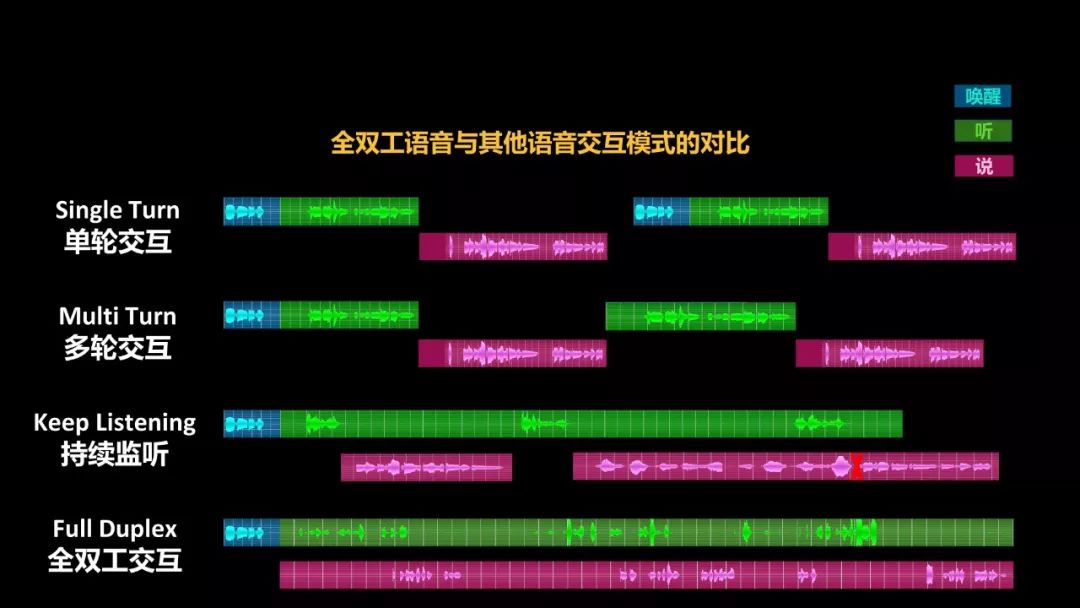 唤醒
听
说
全双工语音与其他语音交互模式的对比
Single Turn
单轮交互
Multi Turn
多轮交互
Keep Listening
持续监听
Full Duplex
全双工交互